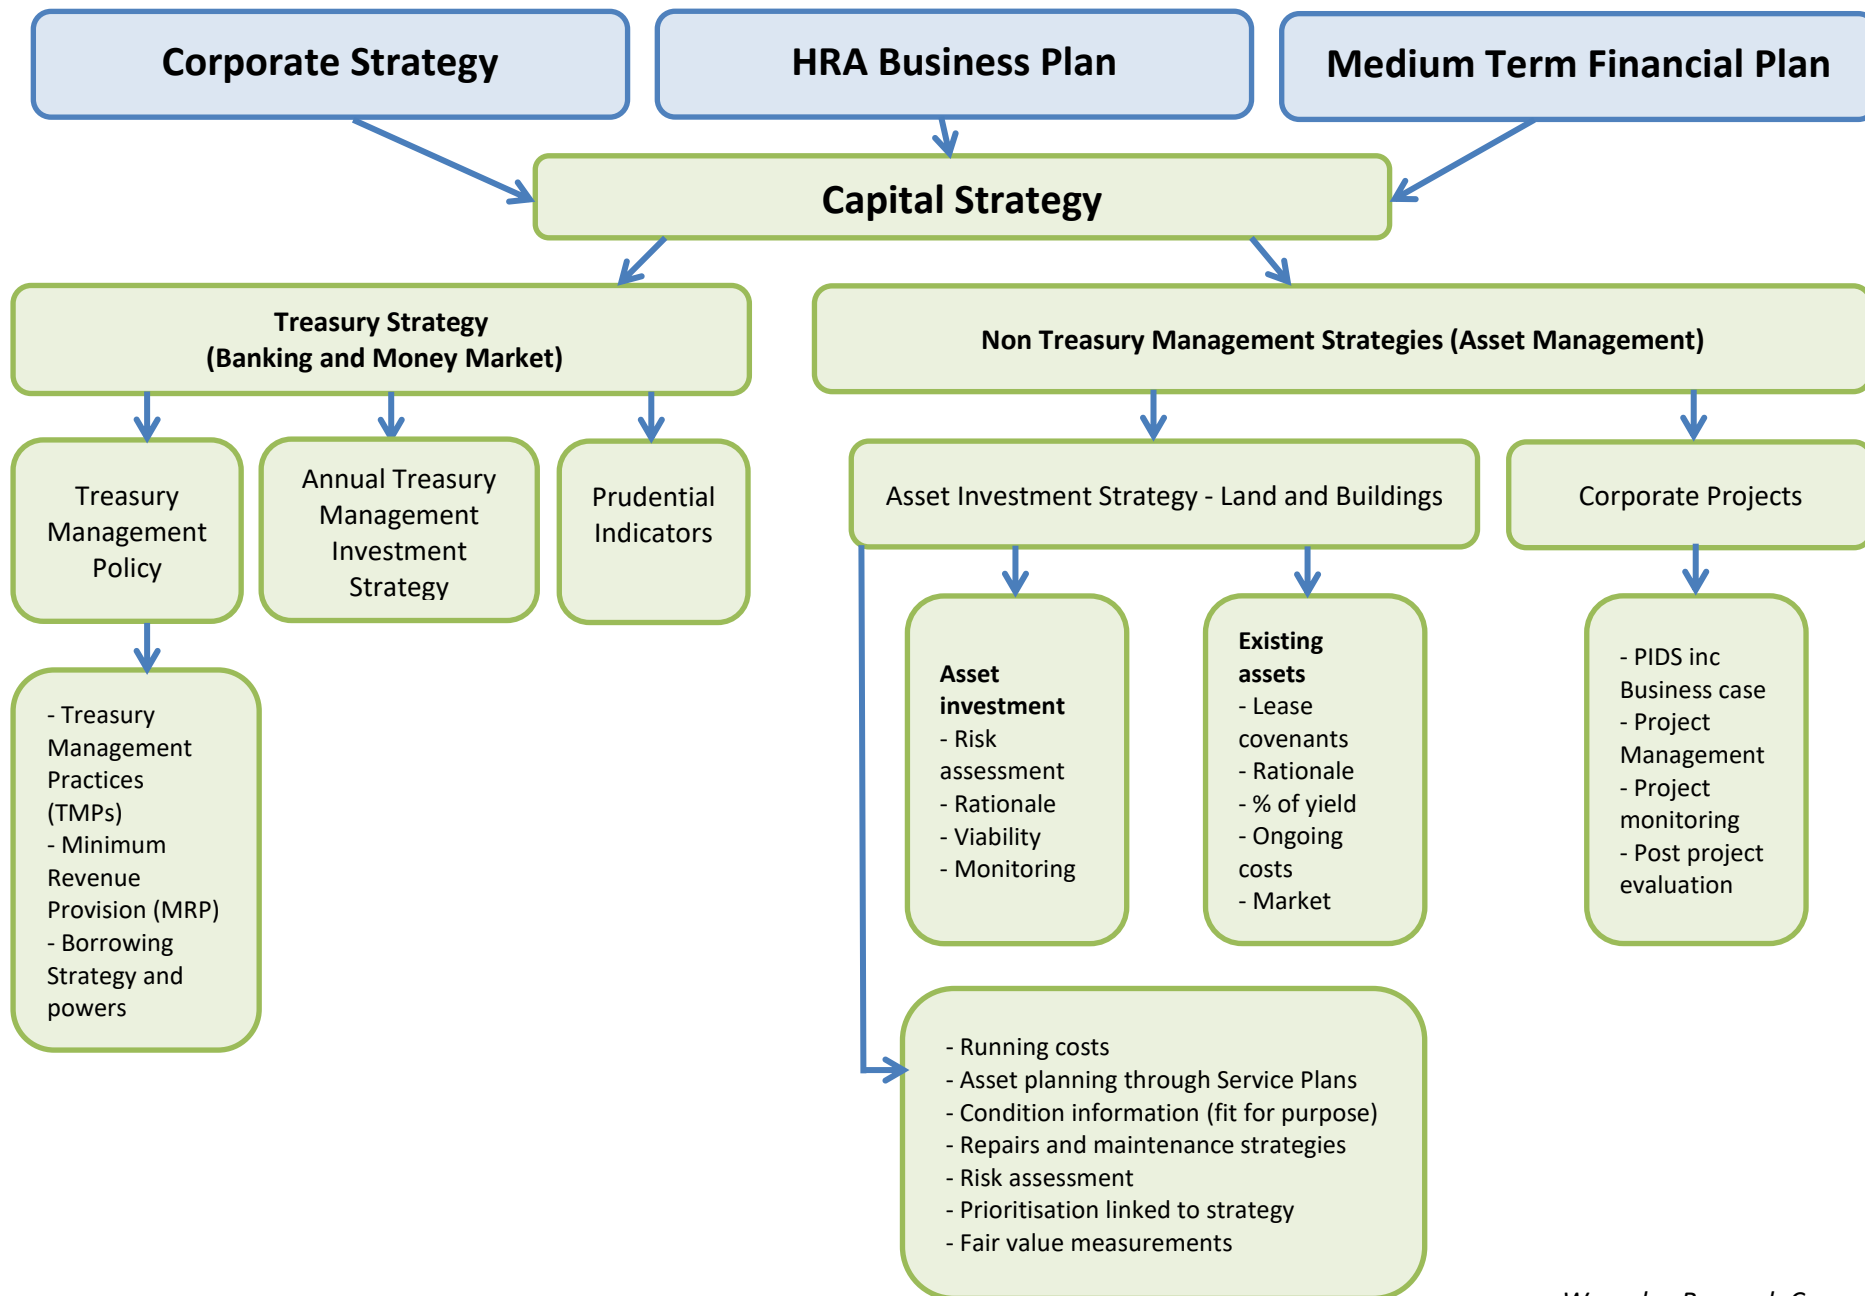 Corporate Strategy
HRA Business Plan
Medium Term Financial Plan
Capital Strategy
Treasury Strategy
(Banking and Money Market)
Non Treasury Management Strategies (Asset Management)
Treasury
Management
Policy
Annual Treasury
Management
Investment
Strategy
Prudential
Indicators
Asset Investment Strategy - Land and Buildings
Corporate Projects
- Treasury
Management
Practices
(TMPs)
- Minimum
Revenue
Provision (MRP)
- Borrowing
Strategy and
powers
Asset
investment
- Risk
assessment
- Rationale
- Viability
- Monitoring
Existing
assets
- Lease
covenants
- Rationale
- % of yield
- Ongoing
costs
- Market
- PIDS inc
Business case
- Project
Management
- Project
monitoring
- Post project
evaluation
- Running costs
- Asset planning through Service Plans
- Condition information (fit for purpose)
- Repairs and maintenance strategies
- Risk assessment
- Prioritisation linked to strategy
- Fair value measurements